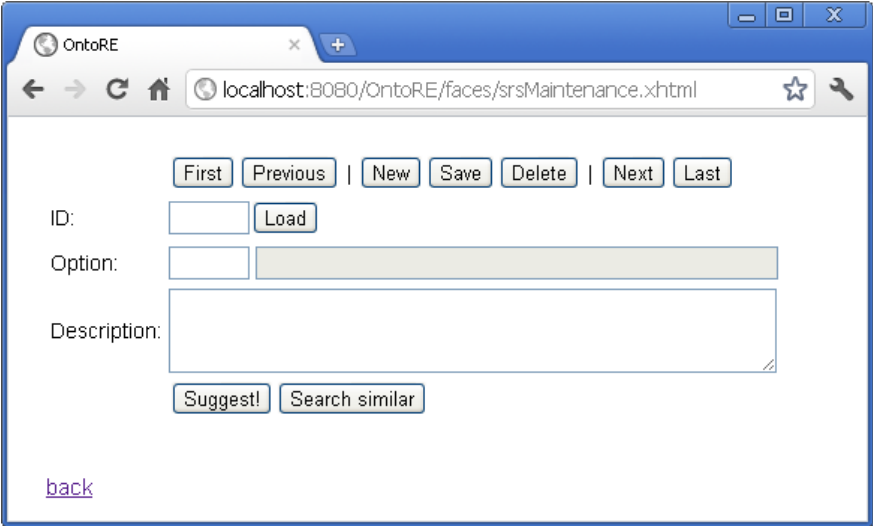 OntoRE
localhost:8080/OntoRE/faces/srsMaintenance.xhtml
First Previous | New Save Delete | Next Last
ID: Load
Option:
Description:
Suggest! Search similar
back